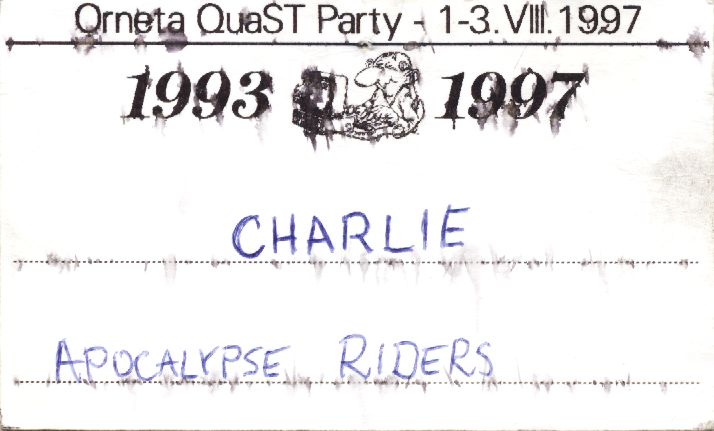 Orneta QuaST Party - 1-3.VIII.1997
1993 1997
CHARLIE
APOCALYPSE RIDERS